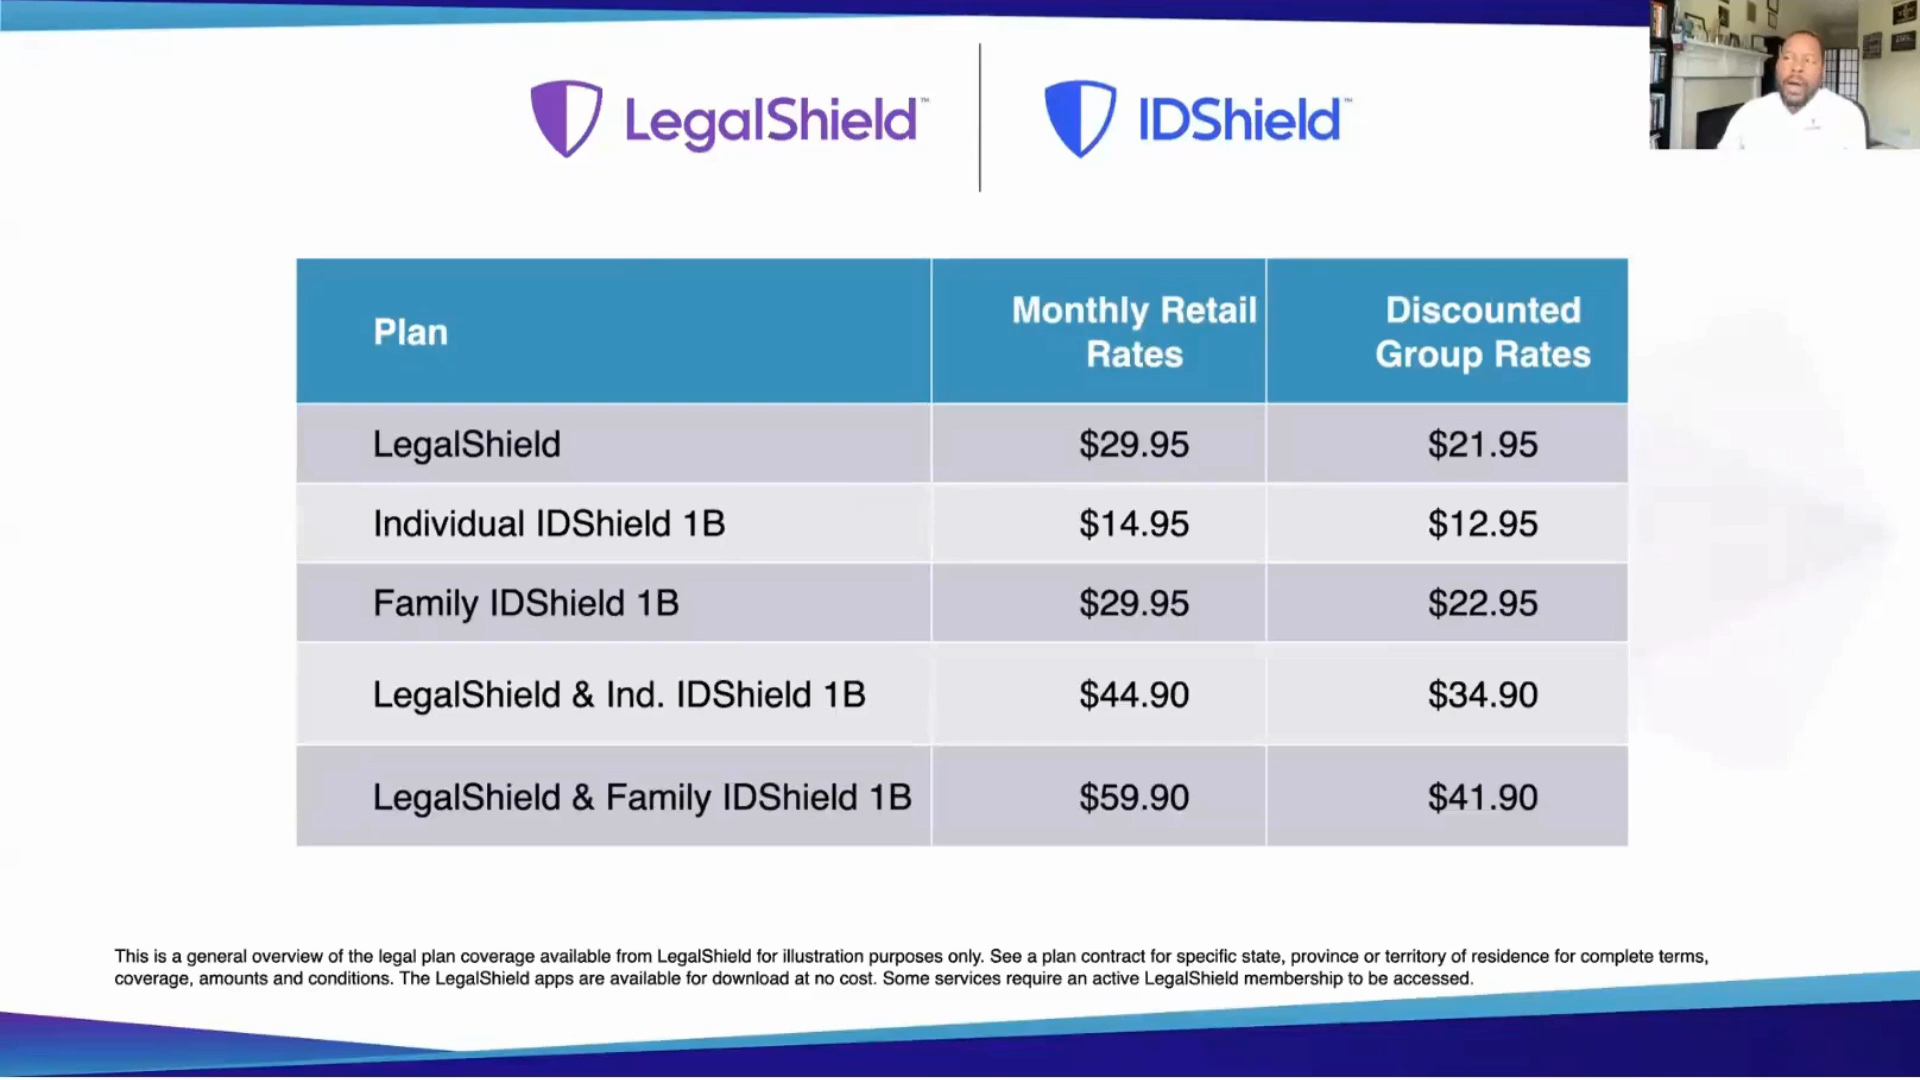 LegalShield™
IDShield™
Plan
Monthly Retail
Rates
Discounted
Group Rates
LegalShield
$29.95
$21.95
Individual IDShield 1B
$14.95
$12.95
Family IDShield 1B
$29.95
$22.95
LegalShield & Ind. IDShield 1B
$44.90
$34.90
LegalShield & Family IDShield 1B
$59.90
$41.90
This is a general overview of the legal plan coverage available from LegalShield for illustration purposes only. See a plan contract for specific state, province or territory of residence for complete terms,
coverage, amounts and conditions. The LegalShield apps are available for download at no cost. Some services require an active LegalShield membership to be accessed.